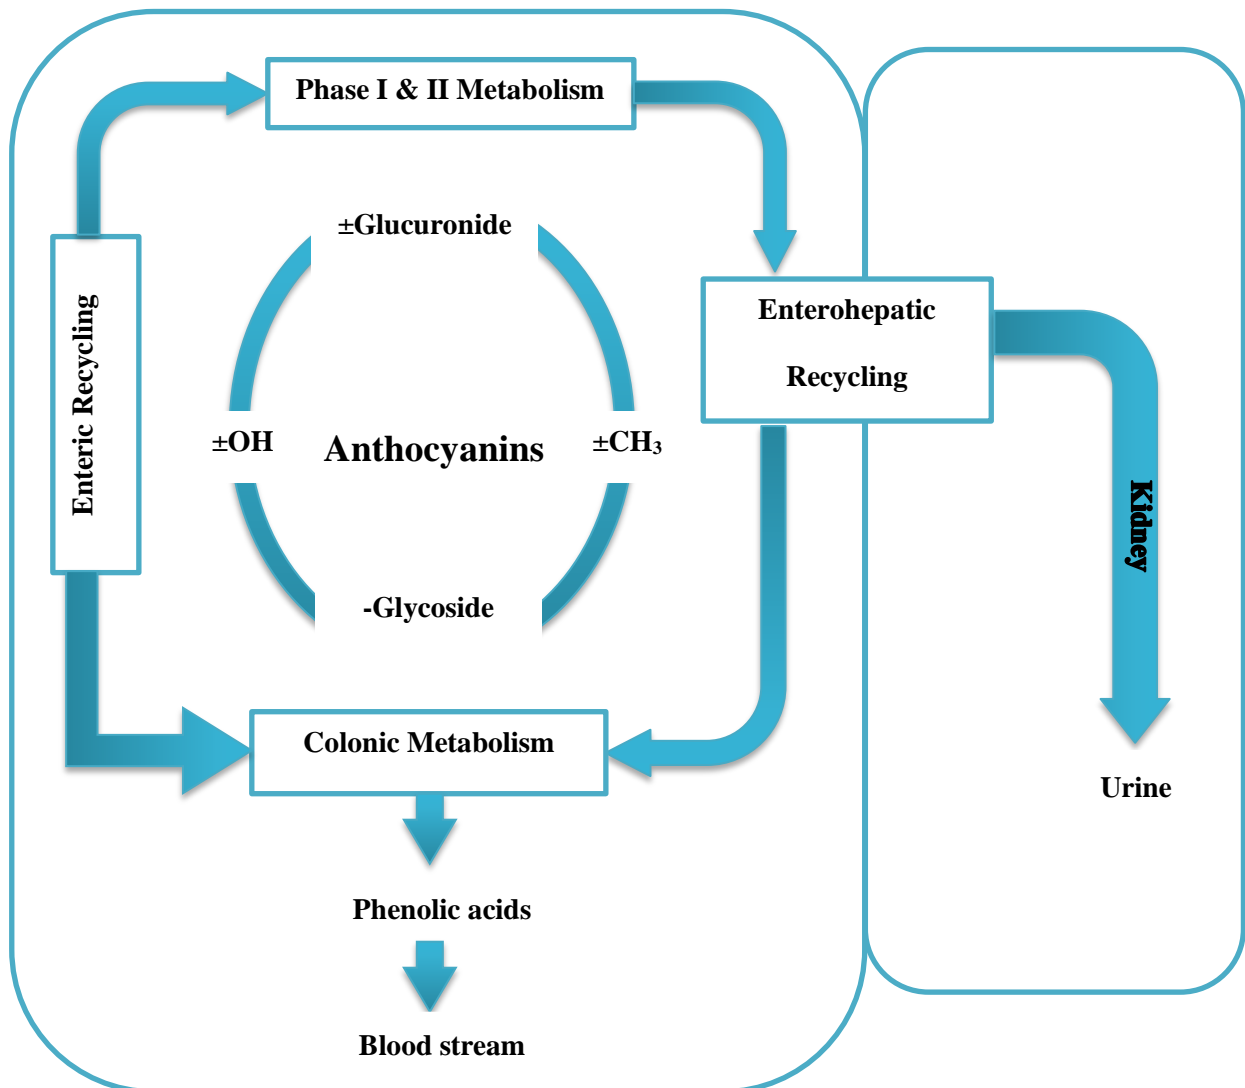 Phase I & II Metabolism
±Glucuronide
Enteric Recycling
Enterohepatic
Recycling
±OH
Anthocyanins
±CH₃
Kidney
-Glycoside
Colonic Metabolism
Urine
Phenolic acids
Blood stream